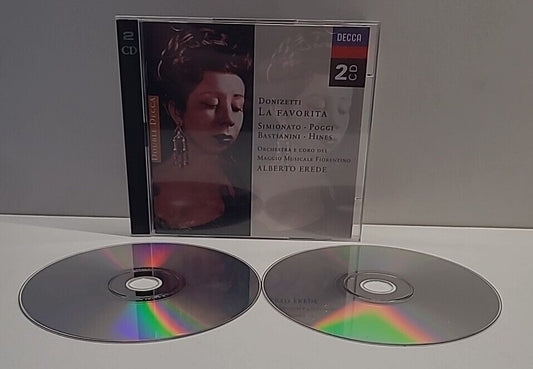 2
CD
DECCA
2CD
DOUBLE DECCA
DONIZETTI
LA FAVORITA
SIMIONATO · POGGI
BASTIANINI · HINES
ORCHESTRA E CORO DEL
MAGGIO MUSICALE FIORENTINO
ALBERTO EREDE
EREDE